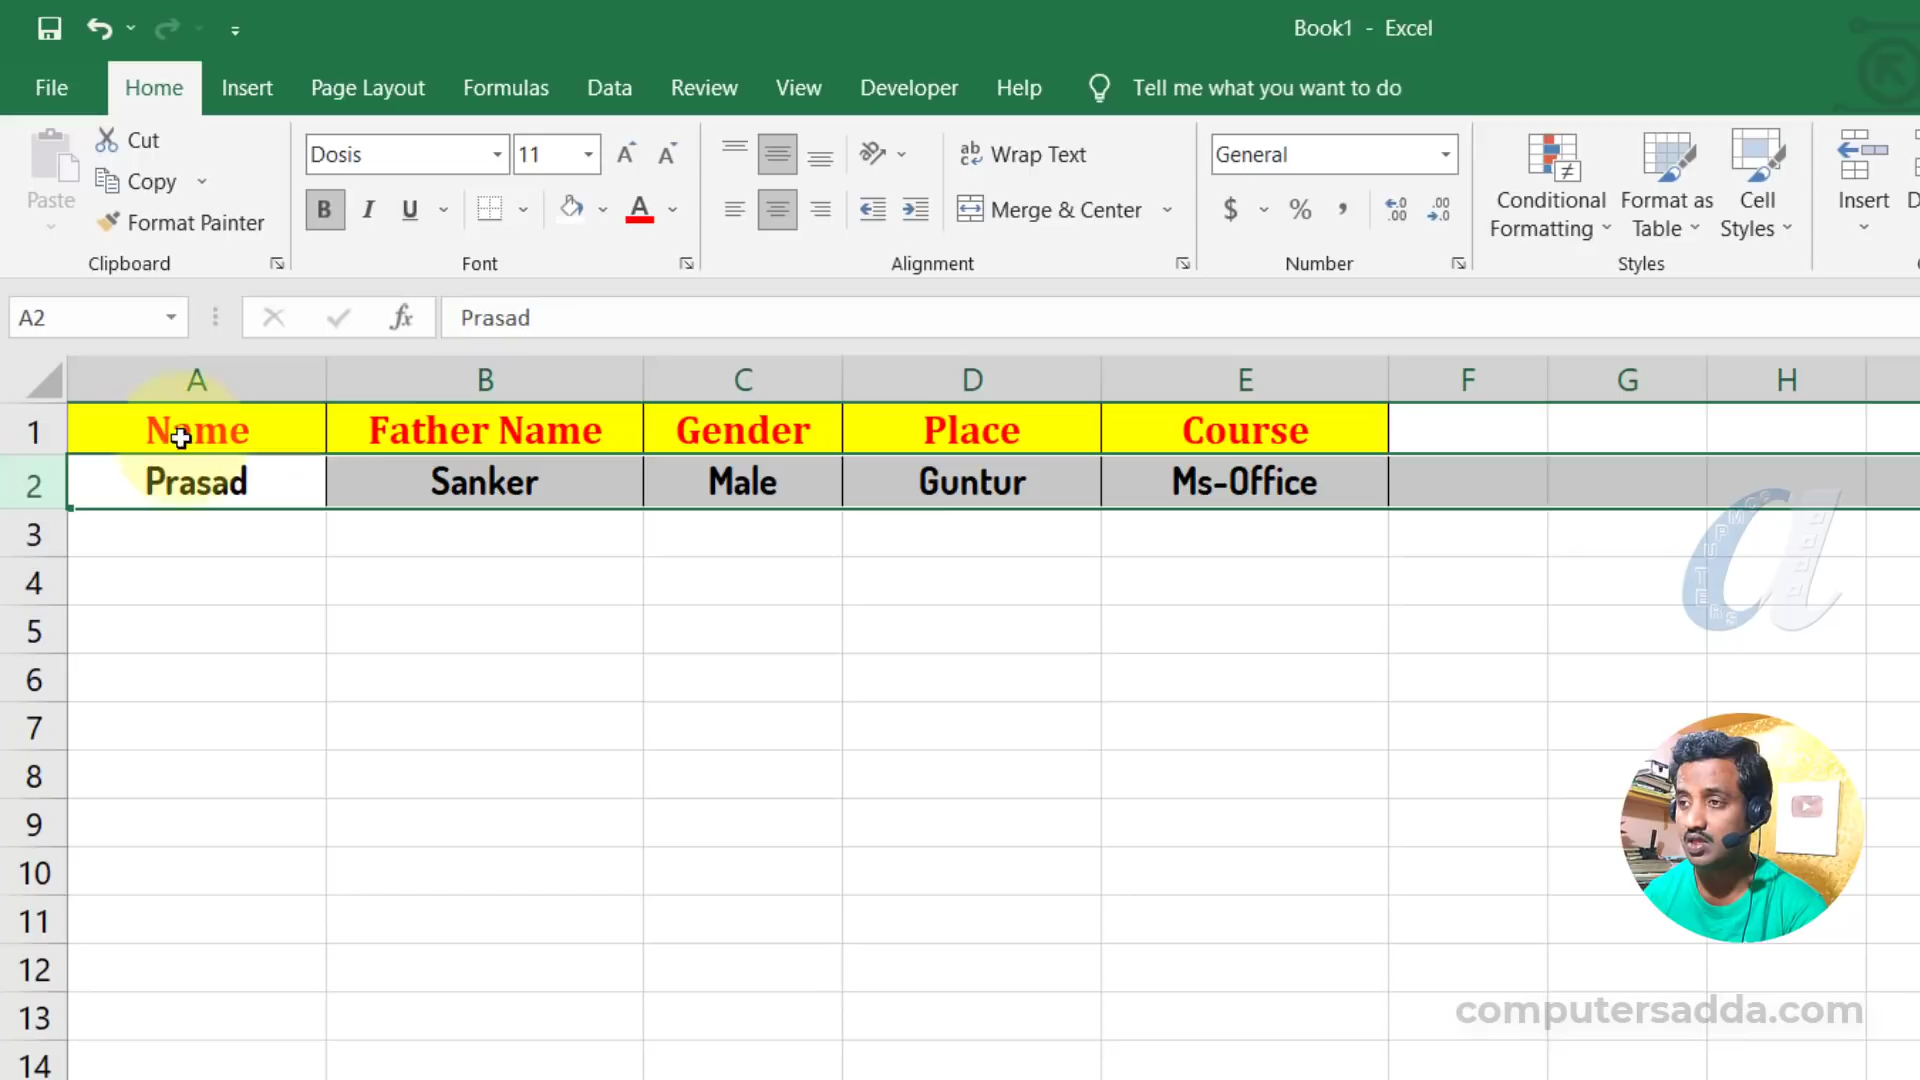 Book1 - Excel
File Home Insert Page Layout Formulas Data Review View Developer Help Tell me what you want to do
Cut
Copy
Format Painter
Paste
Clipboard
Dosis 11
B I U A
Font
Wrap Text
Merge & Center
Alignment
General
$ % ,
Number
Conditional Formatting
Format as Table
Cell Styles
Styles
Insert
A2 fx Prasad
A B C D E F G H
1 Name Father Name Gender Place Course
2 Prasad Sanker Male Guntur Ms-Office
3
4
5
6
7
8
9
10
11
12
13
14
computersadda.com